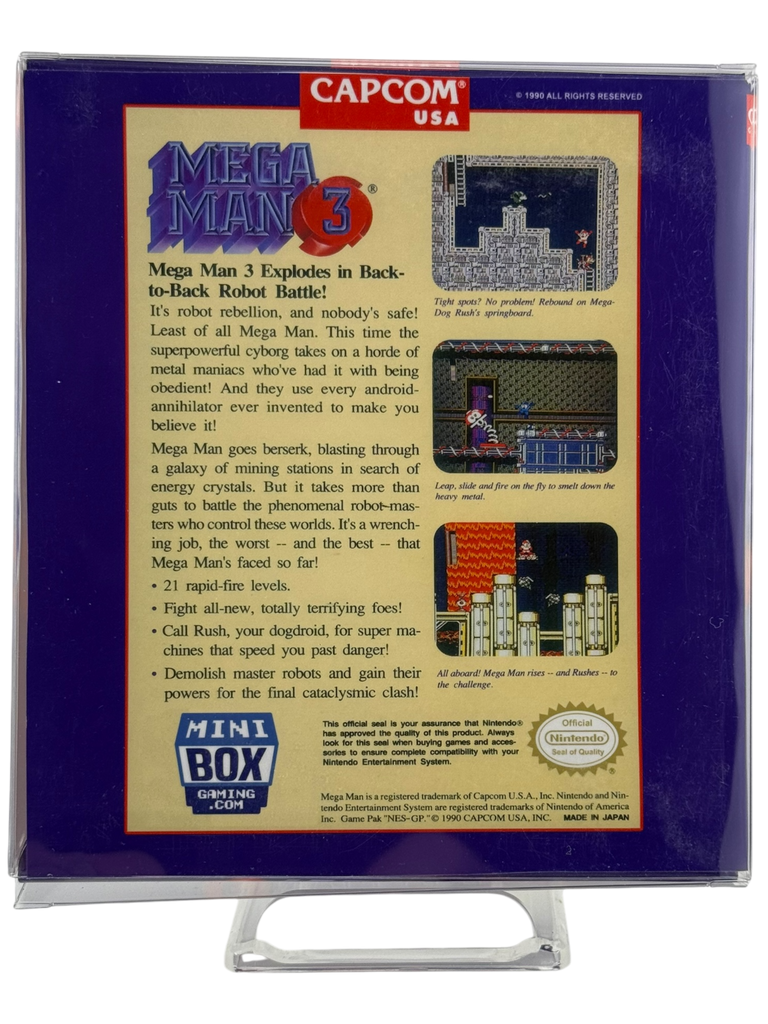 CAPCOM®
USA
© 1990 ALL RIGHTS RESERVED
MEGA
MAN 3®
Mega Man 3 Explodes in Back-
to-Back Robot Battle!
It's robot rebellion, and nobody's safe!
Least of all Mega Man. This time the
superpowerful cyborg takes on a horde of
metal maniacs who've had it with being
obedient! And they use every android-
annihilator ever invented to make you
believe it!
Mega Man goes berserk, blasting through
a galaxy of mining stations in search of
energy crystals. But it takes more than
guts to battle the phenomenal robot-mas-
ters who control these worlds. It's a wrench-
ing job, the worst -- and the best -- that
Mega Man's faced so far!
• 21 rapid-fire levels.
• Fight all-new, totally terrifying foes!
• Call Rush, your dogdroid, for super ma-
chines that speed you past danger!
• Demolish master robots and gain their
powers for the final cataclysmic clash!
Tight spots? No problem! Rebound on Mega-
Dog Rush's springboard.
Leap, slide and fire on the fly to smelt down the
heavy metal.
All aboard! Mega Man rises -- and Rushes -- to
the challenge.
MINI
BOX
GAMING
.COM
This official seal is your assurance that Nintendo®
has approved the quality of this product. Always
look for this seal when buying games and acces-
sories to ensure complete compatibility with your
Nintendo Entertainment System.
Official
Nintendo
Seal of Quality
®
Mega Man is a registered trademark of Capcom U.S.A., Inc. Nintendo and Nin-
tendo Entertainment System are registered trademarks of Nintendo of America
Inc. Game Pak "NES-GP." © 1990 CAPCOM USA, INC. MADE IN JAPAN